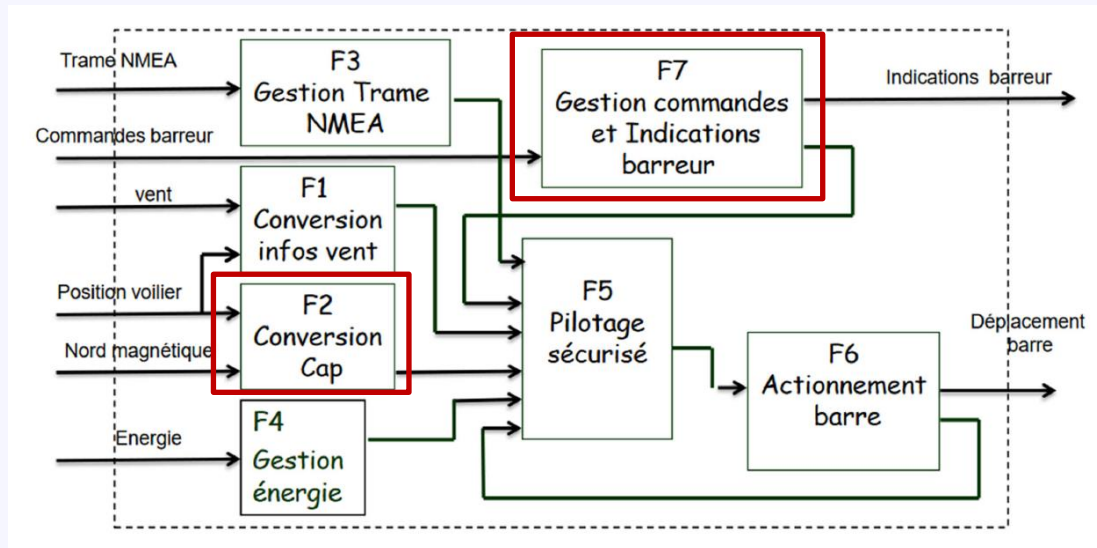 Trame NMEA
F3
Gestion Trame
NMEA
F7
Gestion commandes
et Indications
barreur
Indications barreur
Commandes barreur
vent
F1
Conversion
infos vent
Position voilier
F2
Conversion
Cap
Nord magnétique
F5
Pilotage
sécurisé
Déplacement
barre
F6
Actionnement
barre
Energie
F4
Gestion
énergie